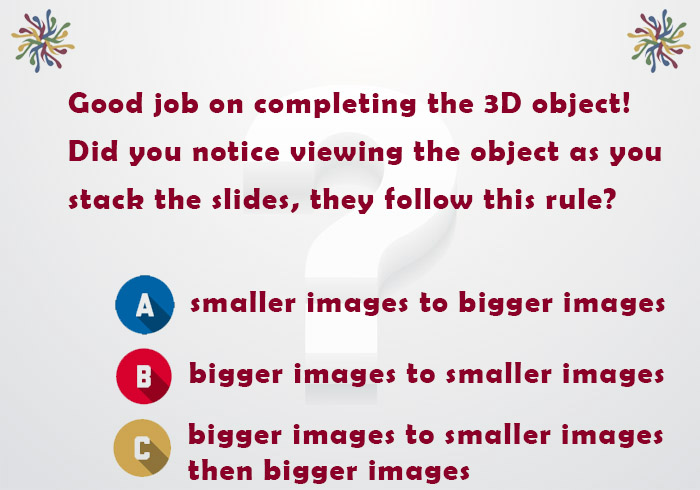 Good job on completing the 3D object!
Did you notice viewing the object as you
stack the slides, they follow this rule?
A smaller images to bigger images
B bigger images to smaller images
C bigger images to smaller images
then bigger images